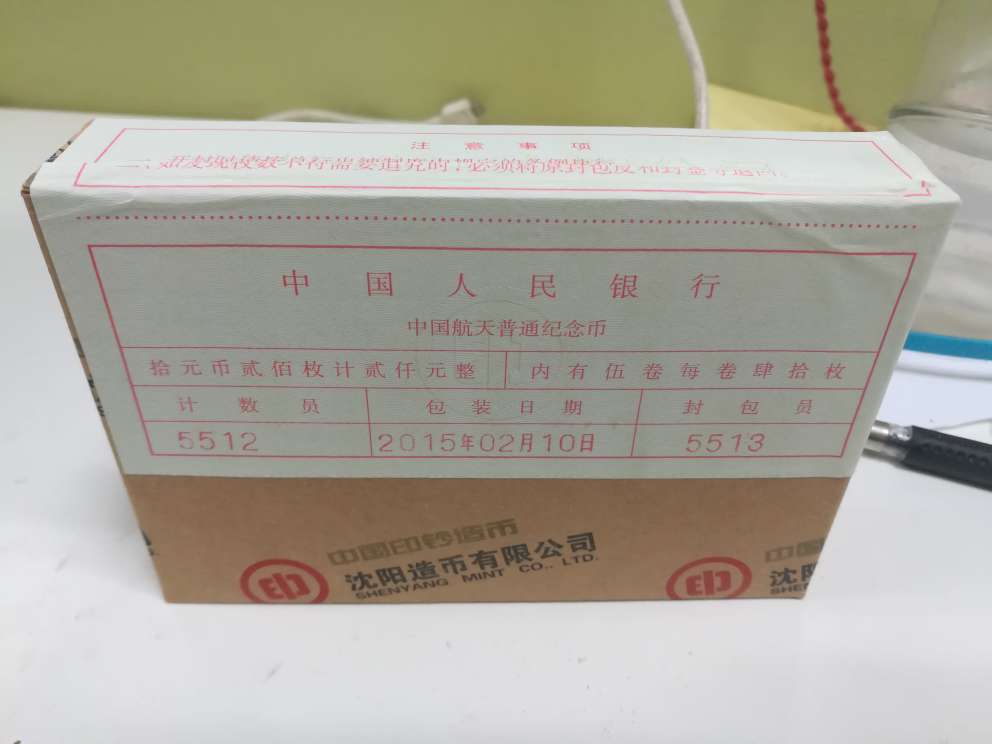 注意事项
中国人民银行
中国航天普通纪念币
拾元币贰佰枚计贰仟元整 内有伍卷每卷肆拾枚
计数员 包装日期 封包员
5512 2015年02月10日 5513
中国印钞造币
沈阳造币有限公司
SHENYANG MINT CO., LTD.